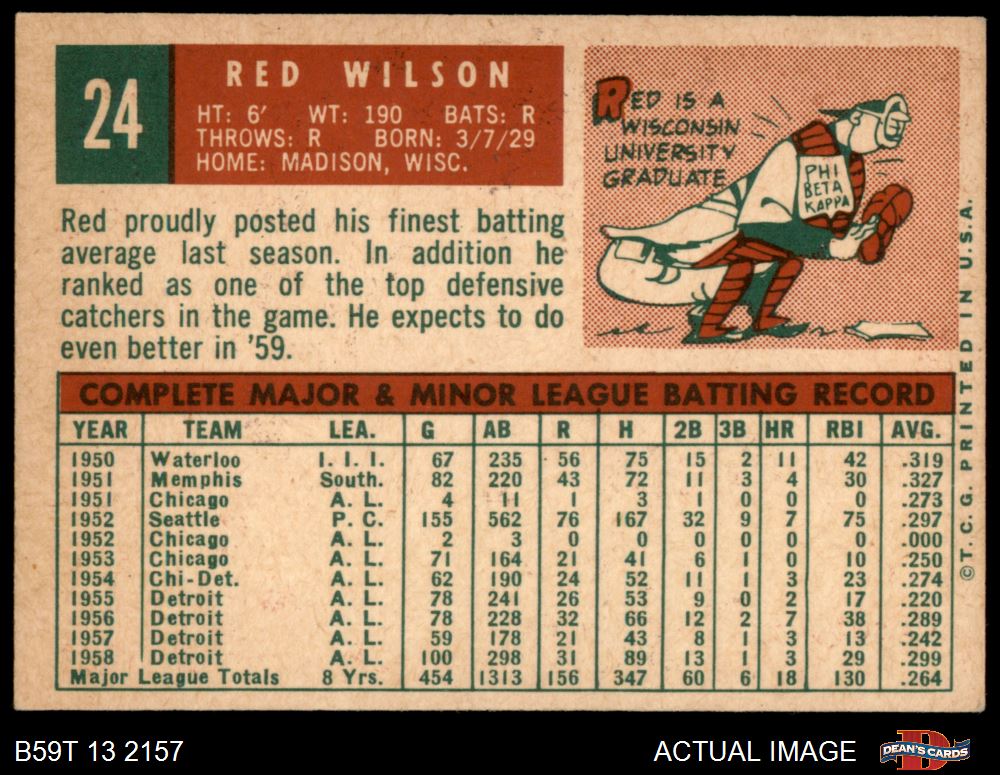 24
RED WILSON
HT: 6' WT: 190 BATS: R
THROWS: R BORN: 3/7/29
HOME: MADISON, WISC.
Red proudly posted his finest batting
average last season. In addition he
ranked as one of the top defensive
catchers in the game. He expects to do
even better in '59.
RED IS A
WISCONSIN
UNIVERSITY
GRADUATE
PHI
BETA
KAPPA
COMPLETE MAJOR & MINOR LEAGUE BATTING RECORD
YEAR TEAM LEA. G AB R H 2B 3B HR RBI AVG.
1950 Waterloo I. I. I. 67 235 56 75 15 2 11 42 .319
1951 Memphis South. 82 220 43 72 11 3 4 30 .327
1951 Chicago A. L. 4 11 1 3 1 0 0 0 .273
1952 Seattle P. C. 155 562 76 167 32 9 7 75 .297
1952 Chicago A. L. 2 3 0 0 0 0 0 0 .000
1953 Chicago A. L. 71 164 21 41 6 1 0 10 .250
1954 Chi-Det. A. L. 62 190 24 52 11 1 3 23 .274
1955 Detroit A. L. 78 241 26 53 9 0 2 17 .220
1956 Detroit A. L. 78 228 32 66 12 2 7 38 .289
1957 Detroit A. L. 59 178 21 43 8 1 3 13 .242
1958 Detroit A. L. 100 298 31 89 13 1 3 29 .299
Major League Totals 8 Yrs. 454 1313 156 347 60 6 18 130 .264
© T. C. G. PRINTED IN U.S.A.
B59T 13 2157
ACTUAL IMAGE
D
DEAN'S CARDS